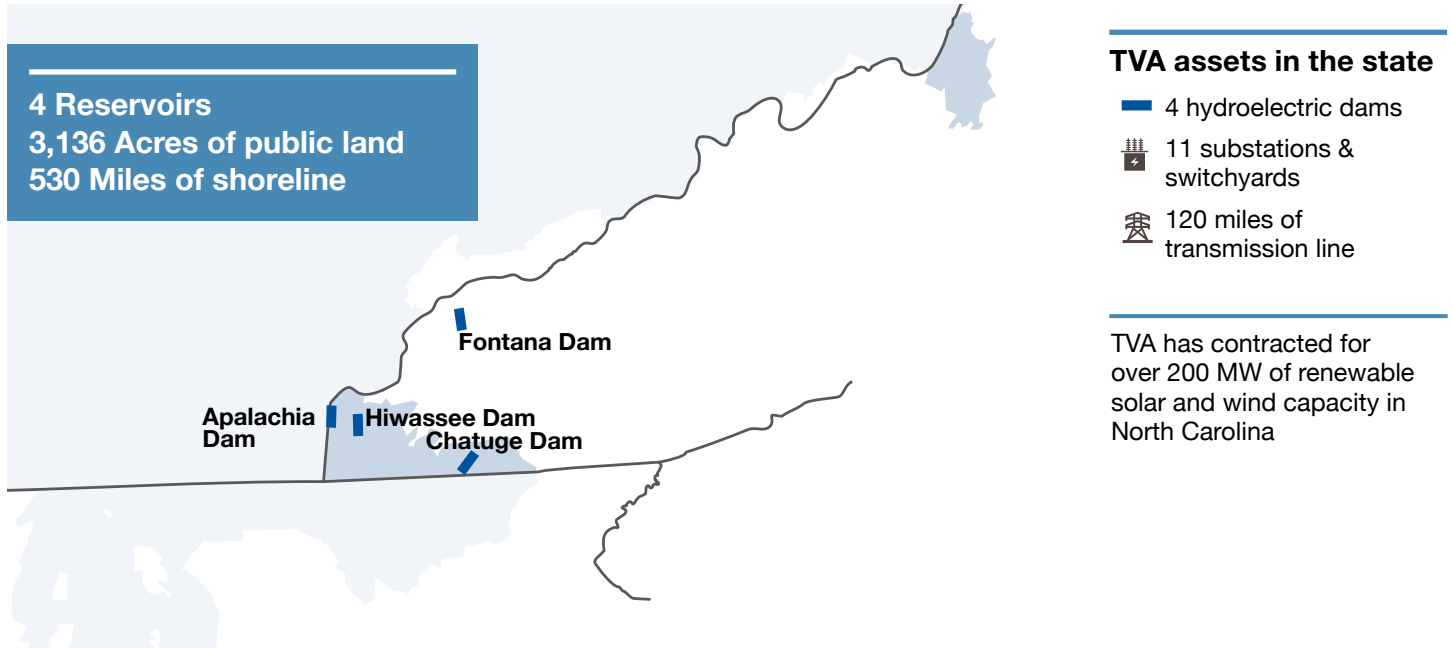 4 Reservoirs
3,136 Acres of public land
530 Miles of shoreline
Fontana Dam
Apalachia
Dam
Hiwassee Dam
Chatuge Dam
TVA assets in the state
4 hydroelectric dams
11 substations &
switchyards
120 miles of
transmission line
TVA has contracted for
over 200 MW of renewable
solar and wind capacity in
North Carolina